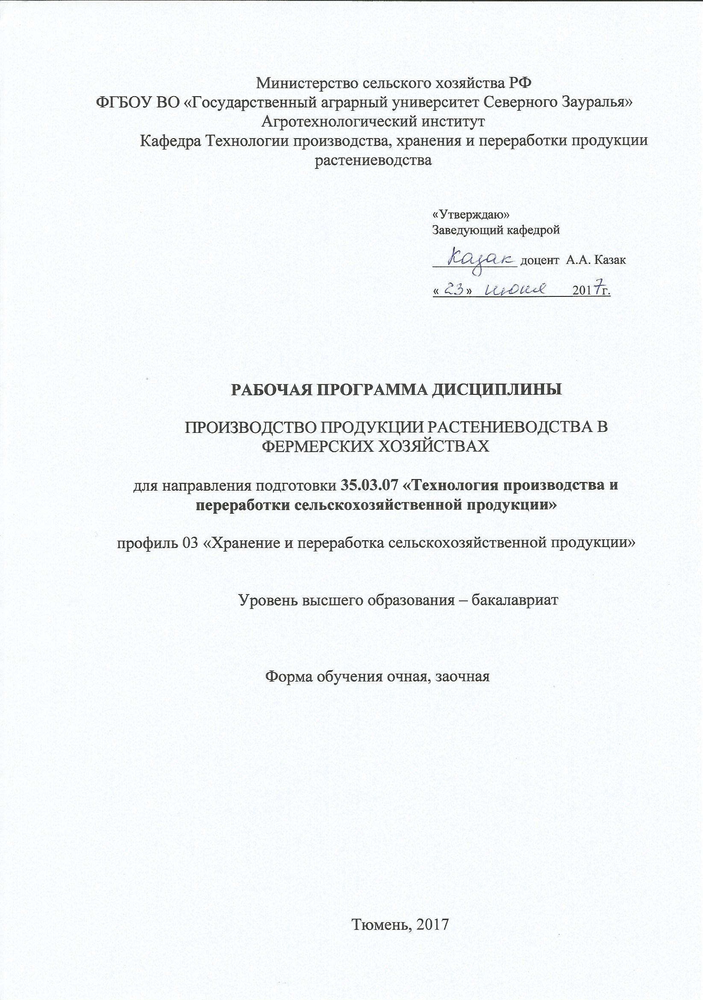 Министерство сельского хозяйства РФ
ФГБОУ ВО «Государственный аграрный университет Северного Зауралья»
Агротехнологический институт
Кафедра Технологии производства, хранения и переработки продукции
растениеводства
«Утверждаю»
Заведующий кафедрой
Казак доцент А.А. Казак
« 23 » июня 2017г.
РАБОЧАЯ ПРОГРАММА ДИСЦИПЛИНЫ
ПРОИЗВОДСТВО ПРОДУКЦИИ РАСТЕНИЕВОДСТВА В
ФЕРМЕРСКИХ ХОЗЯЙСТВАХ
для направления подготовки 35.03.07 «Технология производства и
переработки сельскохозяйственной продукции»
профиль 03 «Хранение и переработка сельскохозяйственной продукции»
Уровень высшего образования – бакалавриат
Форма обучения очная, заочная
Тюмень, 2017